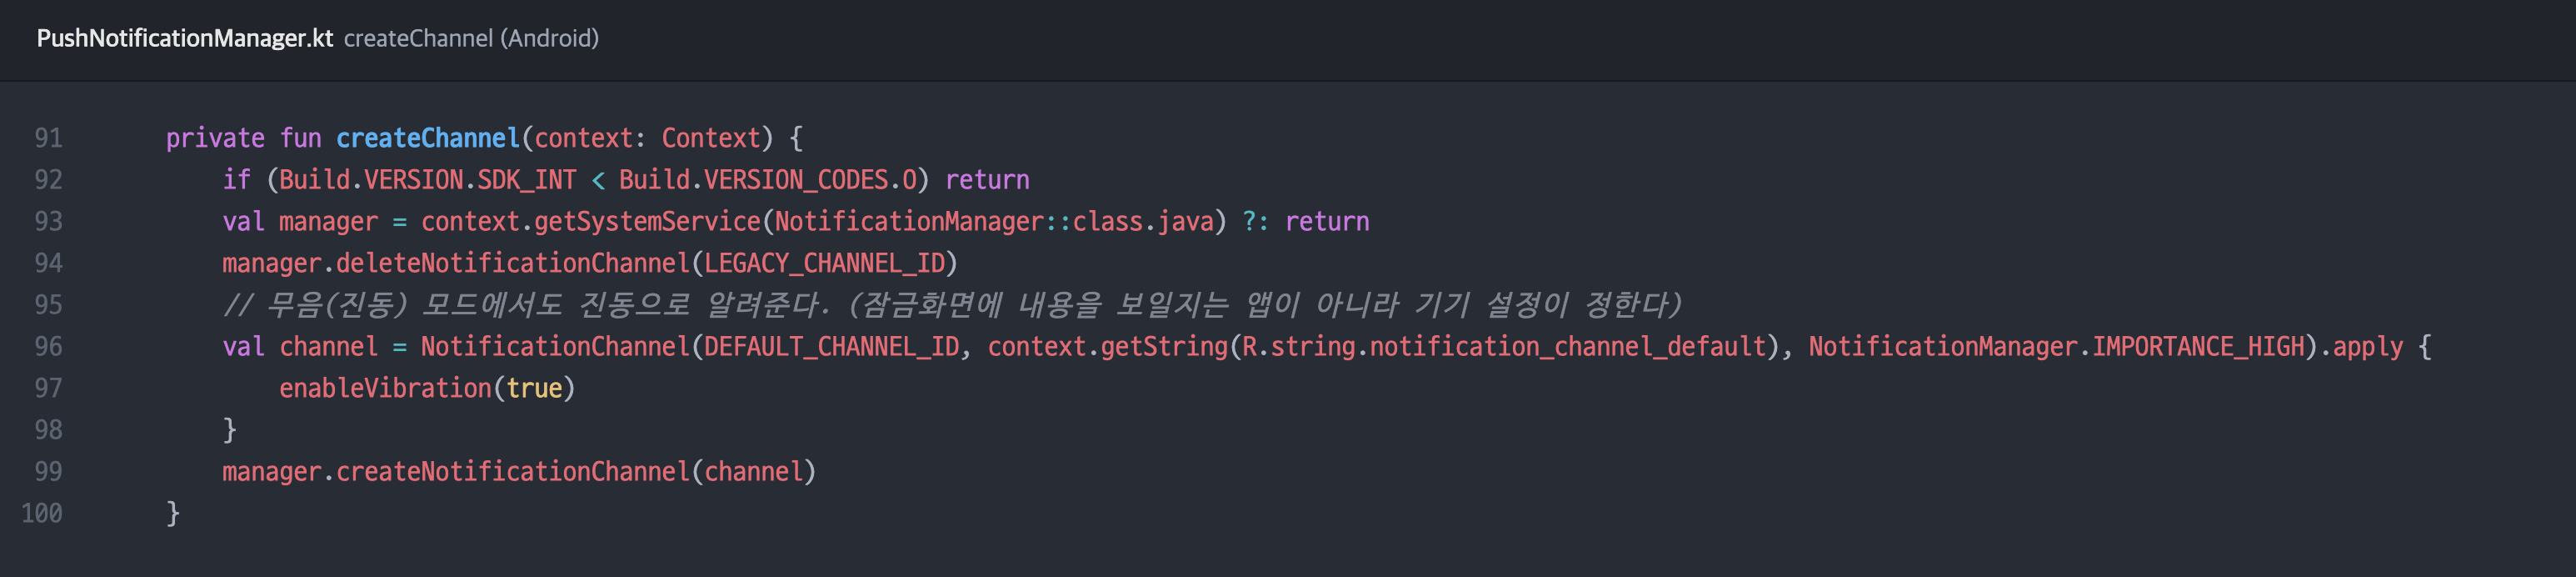 PushNotificationManager.kt createChannel (Android)
91 private fun createChannel(context: Context) {
92 if (Build.VERSION.SDK_INT < Build.VERSION_CODES.O) return
93 val manager = context.getSystemService(NotificationManager::class.java) ?: return
94 manager.deleteNotificationChannel(LEGACY_CHANNEL_ID)
95 // 무음(진동) 모드에서도 진동으로 알려준다. (잠금화면에 내용을 보일지는 앱이 아니라 기기 설정이 정한다)
96 val channel = NotificationChannel(DEFAULT_CHANNEL_ID, context.getString(R.string.notification_channel_default), NotificationManager.IMPORTANCE_HIGH).apply {
97 enableVibration(true)
98 }
99 manager.createNotificationChannel(channel)
100 }